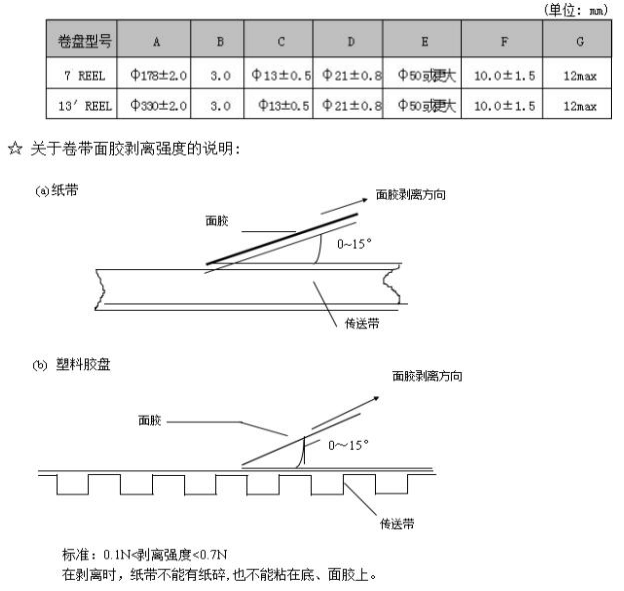 (单位: mm)
卷盘型号 A B C D E F G
7 REEL Φ178±2.0 3.0 Φ13±0.5 Φ21±0.8 Φ50或更大 10.0±1.5 12max
13′ REEL Φ330±2.0 3.0 Φ13±0.5 Φ21±0.8 Φ50或更大 10.0±1.5 12max
☆ 关于卷带面胶剥离强度的说明:
(a)纸带
面胶剥离方向
面胶
0~15°
传送带
(b) 塑料胶盘
面胶剥离方向
面胶
0～15°
传送带
标准: 0.1N<剥离强度<0.7N
在剥离时，纸带不能有纸碎,也不能粘在底、面胶上。